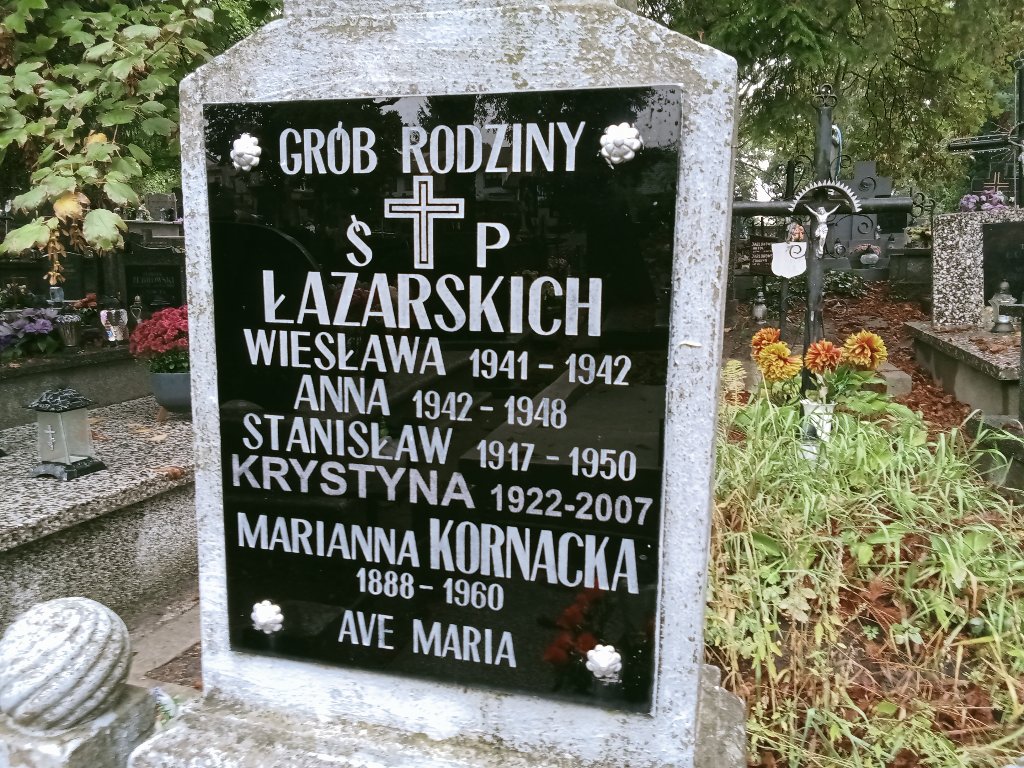 GRÓB RODZINY
Ś P
ŁAZARSKICH
WIESŁAWA 1941 - 1942
ANNA 1942 - 1948
STANISŁAW 1917 - 1950
KRYSTYNA 1922-2007
MARIANNA KORNACKA
1888 - 1960
AVE MARIA